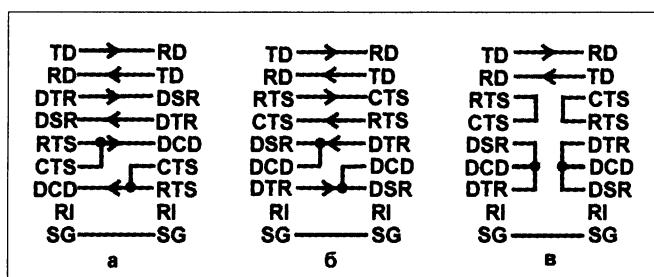 TD RD TD RD TD RD
RD TD RD TD RD TD
DTR DSR RTS CTS RTS CTS
DSR DTR CTS RTS CTS RTS
RTS DCD DSR DTR DSR DTR
CTS CTS DCD DCD DCD DCD
DCD RTS DTR DSR DTR DSR
RI RI RI RI RI RI
SG SG SG SG SG SG
а б в